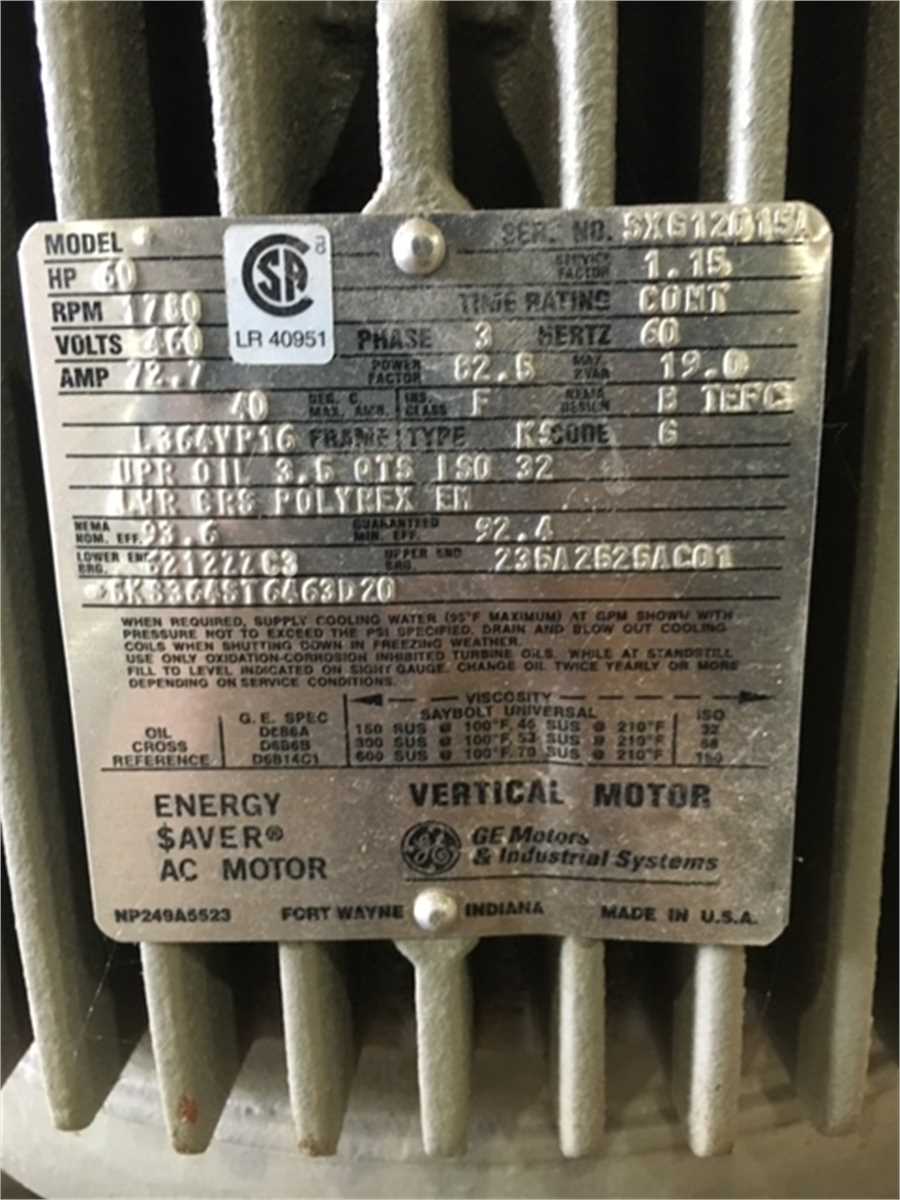 MODEL SER. NO. SXG12015A
HP 60 SERVICE FACTOR 1.15
RPM 1780 TIME RATING CONT
VOLTS 460 PHASE 3 HERTZ 60
AMP 72.7 POWER FACTOR 82.5 MAX. KVAR 19.0
40 DEG. C MAX. AMB. INS. CLASS F NEMA DESIGN B TEFC
L364VP16 FRAME TYPE KS CODE G
UPR OIL 3.5 QTS ISO 32
LWR GRS POLYREX EM
NEMA NOM. EFF. 93.6 GUARANTEED MIN. EFF. 92.4
LOWER END BRG. 6212ZZC3 UPPER END BRG. 235A2625AC01
5KS364ST6463D20
WHEN REQUIRED, SUPPLY COOLING WATER (95°F MAXIMUM) AT GPM SHOWN WITH
PRESSURE NOT TO EXCEED THE PSI SPECIFIED. DRAIN AND BLOW OUT COOLING
COILS WHEN SHUTTING DOWN IN FREEZING WEATHER.
USE ONLY OXIDATION-CORROSION INHIBITED TURBINE OILS. WHILE AT STANDSTILL
FILL TO LEVEL INDICATED ON SIGHT GAUGE. CHANGE OIL TWICE YEARLY OR MORE
DEPENDING ON SERVICE CONDITIONS.
VISCOSITY
G. E. SPEC SAYBOLT UNIVERSAL ISO
OIL D6B6A 150 SUS @ 100°F, 45 SUS @ 210°F 32
CROSS D6B6B 300 SUS @ 100°F, 53 SUS @ 210°F 68
REFERENCE D6B14C1 600 SUS @ 100°F, 70 SUS @ 210°F 150
ENERGY
$AVER®
AC MOTOR
VERTICAL MOTOR
GE Motors
& Industrial Systems
NP249A5523 FORT WAYNE INDIANA MADE IN U.S.A.
LR 40951